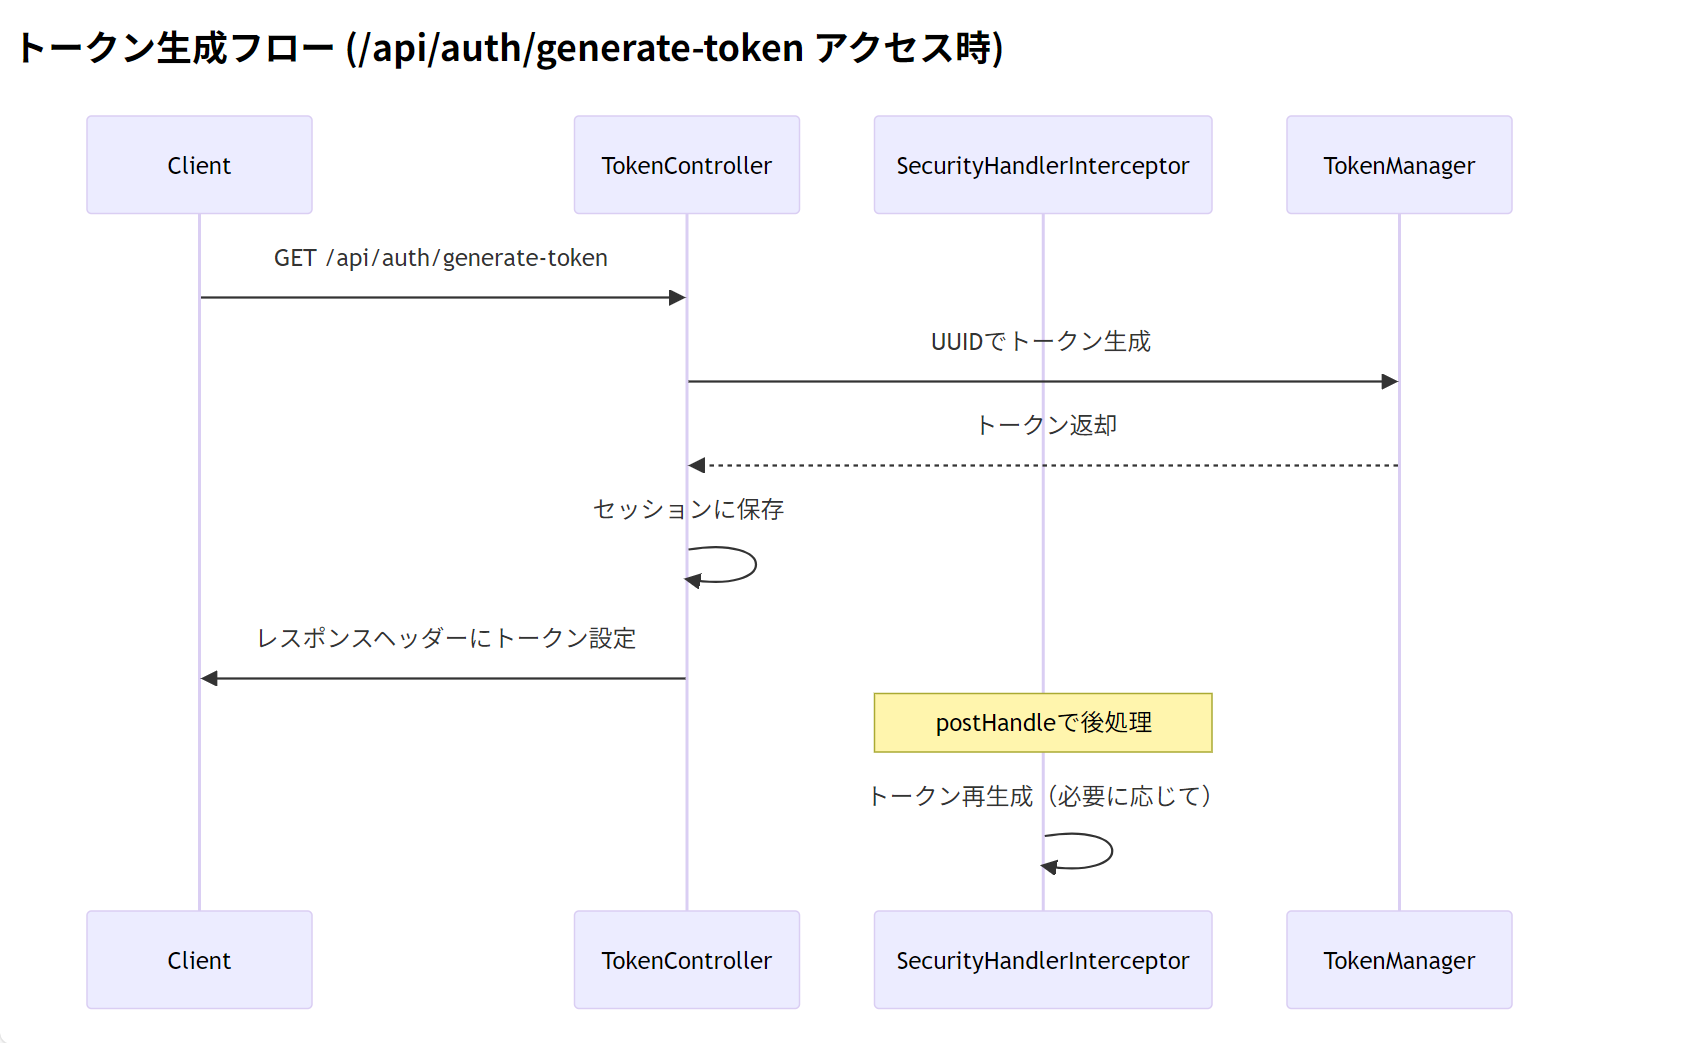 トークン生成フロー (/api/auth/generate-token アクセス時)
Client
TokenController
SecurityHandlerInterceptor
TokenManager
GET /api/auth/generate-token
UUIDでトークン生成
トークン返却
セッションに保存
レスポンスヘッダーにトークン設定
postHandleで後処理
トークン再生成（必要に応じて）
Client
TokenController
SecurityHandlerInterceptor
TokenManager